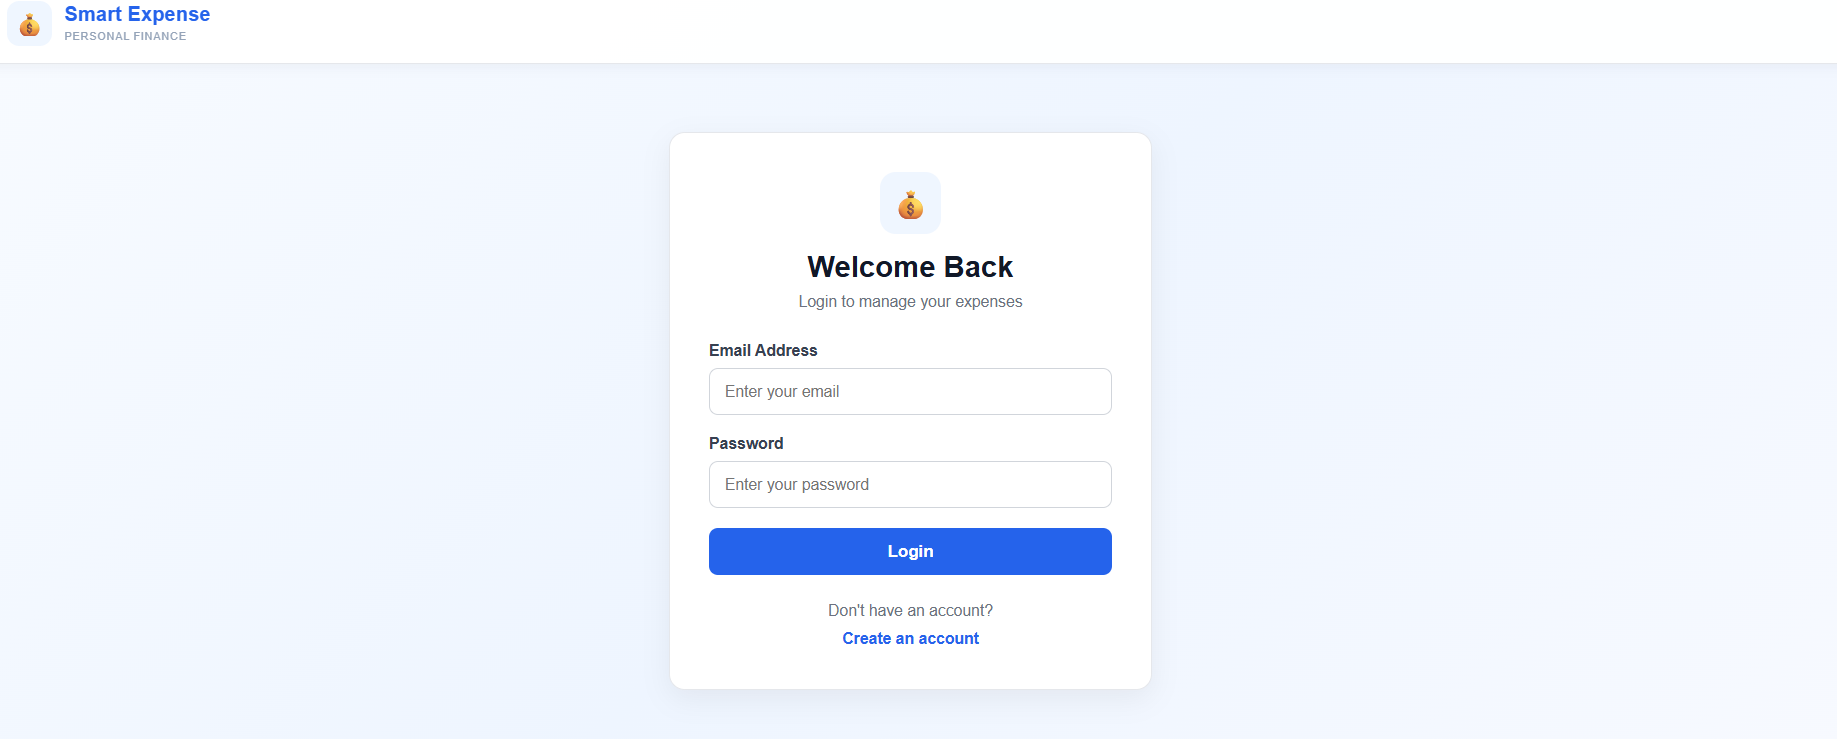 Smart Expense
PERSONAL FINANCE
Welcome Back
Login to manage your expenses
Email Address
Enter your email
Password
Enter your password
Login
Don't have an account?
Create an account